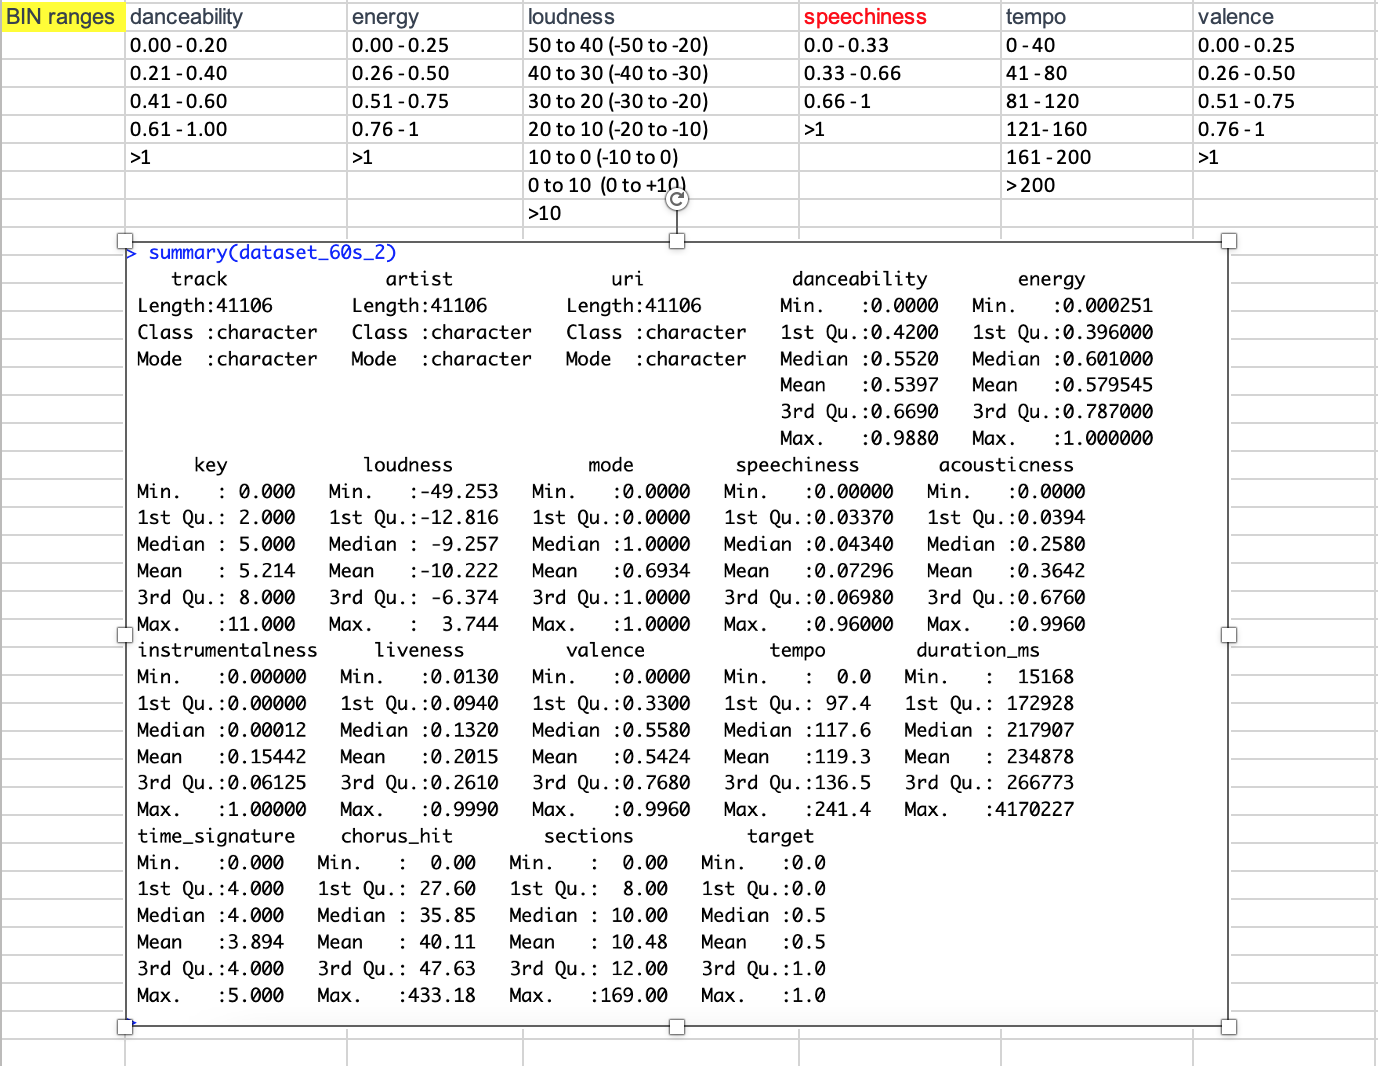 BIN ranges danceability energy loudness speechiness tempo valence
0.00 - 0.20 0.00 - 0.25 50 to 40 (-50 to -20) 0.0 - 0.33 0 - 40 0.00 - 0.25
0.21 - 0.40 0.26 - 0.50 40 to 30 (-40 to -30) 0.33 - 0.66 41 - 80 0.26 - 0.50
0.41 - 0.60 0.51 - 0.75 30 to 20 (-30 to -20) 0.66 - 1 81 - 120 0.51 - 0.75
0.61 - 1.00 0.76 - 1 20 to 10 (-20 to -10) >1 121- 160 0.76 - 1
>1 >1 10 to 0 (-10 to 0) 161 - 200 >1
0 to 10 (0 to +10) > 200
>10
> summary(dataset_60s_2)
track artist uri danceability energy
Length:41106 Length:41106 Length:41106 Min. :0.0000 Min. :0.000251
Class :character Class :character Class :character 1st Qu.:0.4200 1st Qu.:0.396000
Mode :character Mode :character Mode :character Median :0.5520 Median :0.601000
Mean :0.5397 Mean :0.579545
3rd Qu.:0.6690 3rd Qu.:0.787000
Max. :0.9880 Max. :1.000000
key loudness mode speechiness acousticness
Min. : 0.000 Min. :-49.253 Min. :0.0000 Min. :0.00000 Min. :0.0000
1st Qu.: 2.000 1st Qu.:-12.816 1st Qu.:0.0000 1st Qu.:0.03370 1st Qu.:0.0394
Median : 5.000 Median : -9.257 Median :1.0000 Median :0.04340 Median :0.2580
Mean : 5.214 Mean :-10.222 Mean :0.6934 Mean :0.07296 Mean :0.3642
3rd Qu.: 8.000 3rd Qu.: -6.374 3rd Qu.:1.0000 3rd Qu.:0.06980 3rd Qu.:0.6760
Max. :11.000 Max. : 3.744 Max. :1.0000 Max. :0.96000 Max. :0.9960
instrumentalness liveness valence tempo duration_ms
Min. :0.00000 Min. :0.0130 Min. :0.0000 Min. : 0.0 Min. : 15168
1st Qu.:0.00000 1st Qu.:0.0940 1st Qu.:0.3300 1st Qu.: 97.4 1st Qu.: 172928
Median :0.00012 Median :0.1320 Median :0.5580 Median :117.6 Median : 217907
Mean :0.15442 Mean :0.2015 Mean :0.5424 Mean :119.3 Mean : 234878
3rd Qu.:0.06125 3rd Qu.:0.2610 3rd Qu.:0.7680 3rd Qu.:136.5 3rd Qu.: 266773
Max. :1.00000 Max. :0.9990 Max. :0.9960 Max. :241.4 Max. :4170227
time_signature chorus_hit sections target
Min. :0.000 Min. : 0.00 Min. : 0.00 Min. :0.0
1st Qu.:4.000 1st Qu.: 27.60 1st Qu.: 8.00 1st Qu.:0.0
Median :4.000 Median : 35.85 Median : 10.00 Median :0.5
Mean :3.894 Mean : 40.11 Mean : 10.48 Mean :0.5
3rd Qu.:4.000 3rd Qu.: 47.63 3rd Qu.: 12.00 3rd Qu.:1.0
Max. :5.000 Max. :433.18 Max. :169.00 Max. :1.0